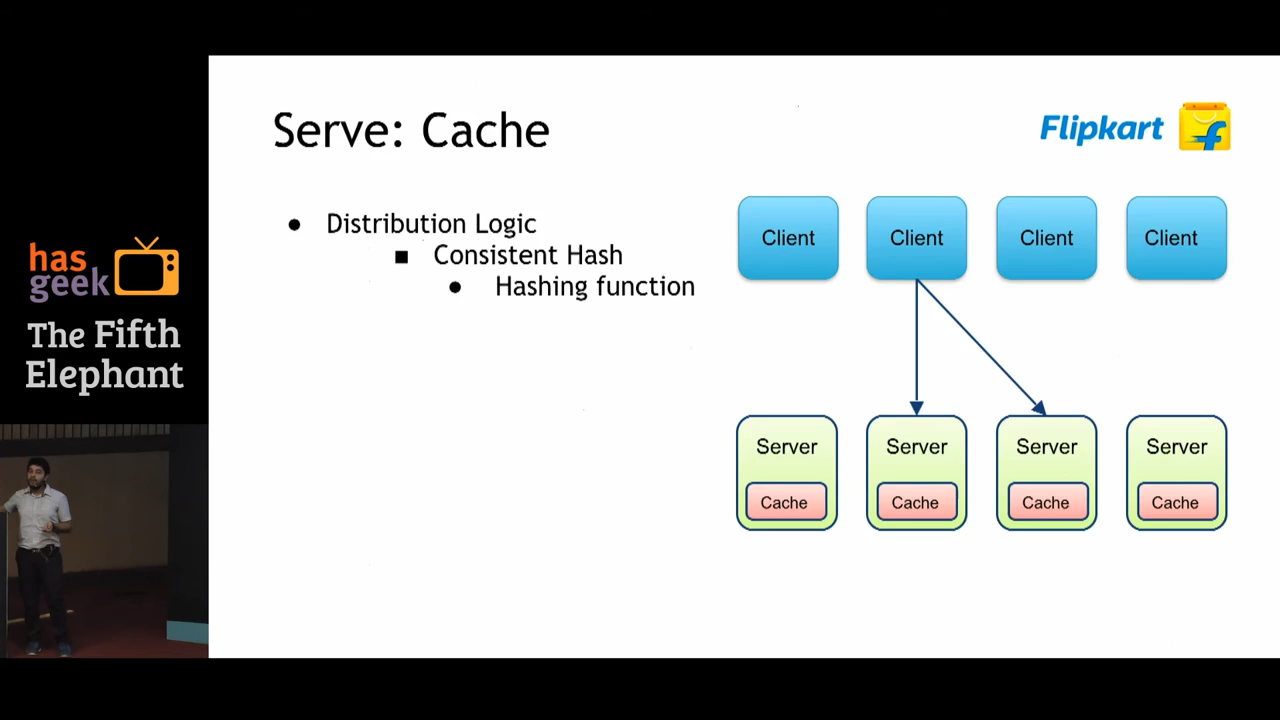 has
geek
The Fifth
Elephant
Serve: Cache
Flipkart
● Distribution Logic
■ Consistent Hash
● Hashing function
Client Client Client Client
Server Server Server Server
Cache Cache Cache Cache